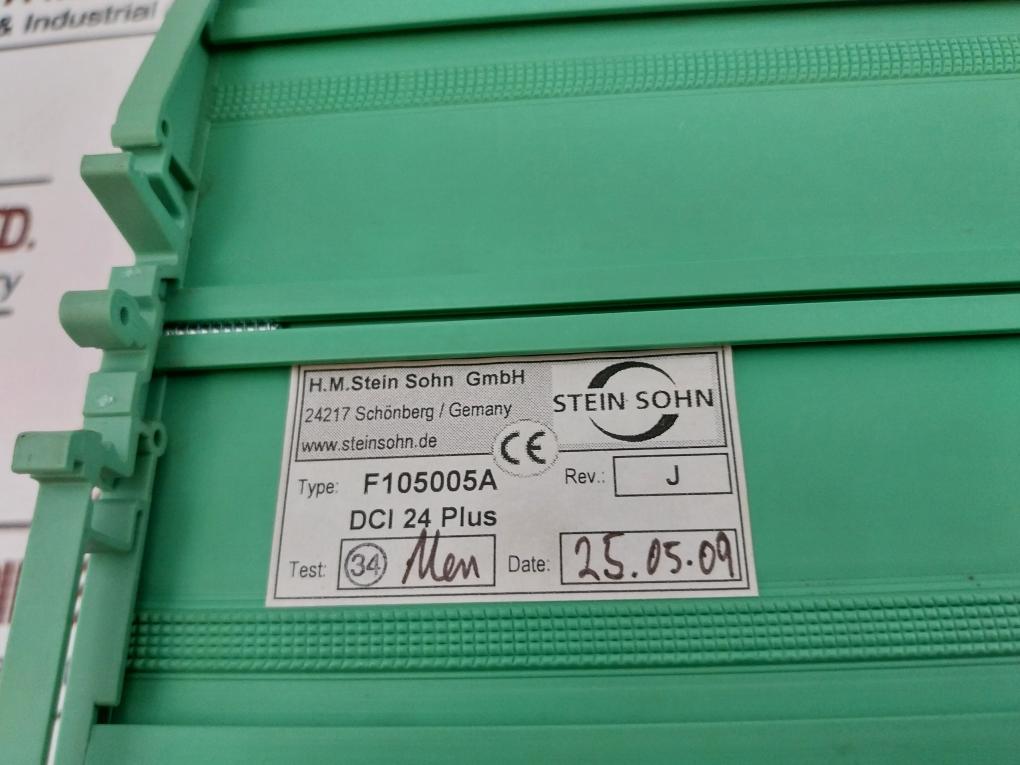 & Industrial
D.
H.M.Stein Sohn GmbH
24217 Schönberg / Gemany
www.steinsohn.de
STEIN SOHN
CE
Type: F105005A
Rev.: J
DCI 24 Plus
Test: 34 Date: 25.05.09